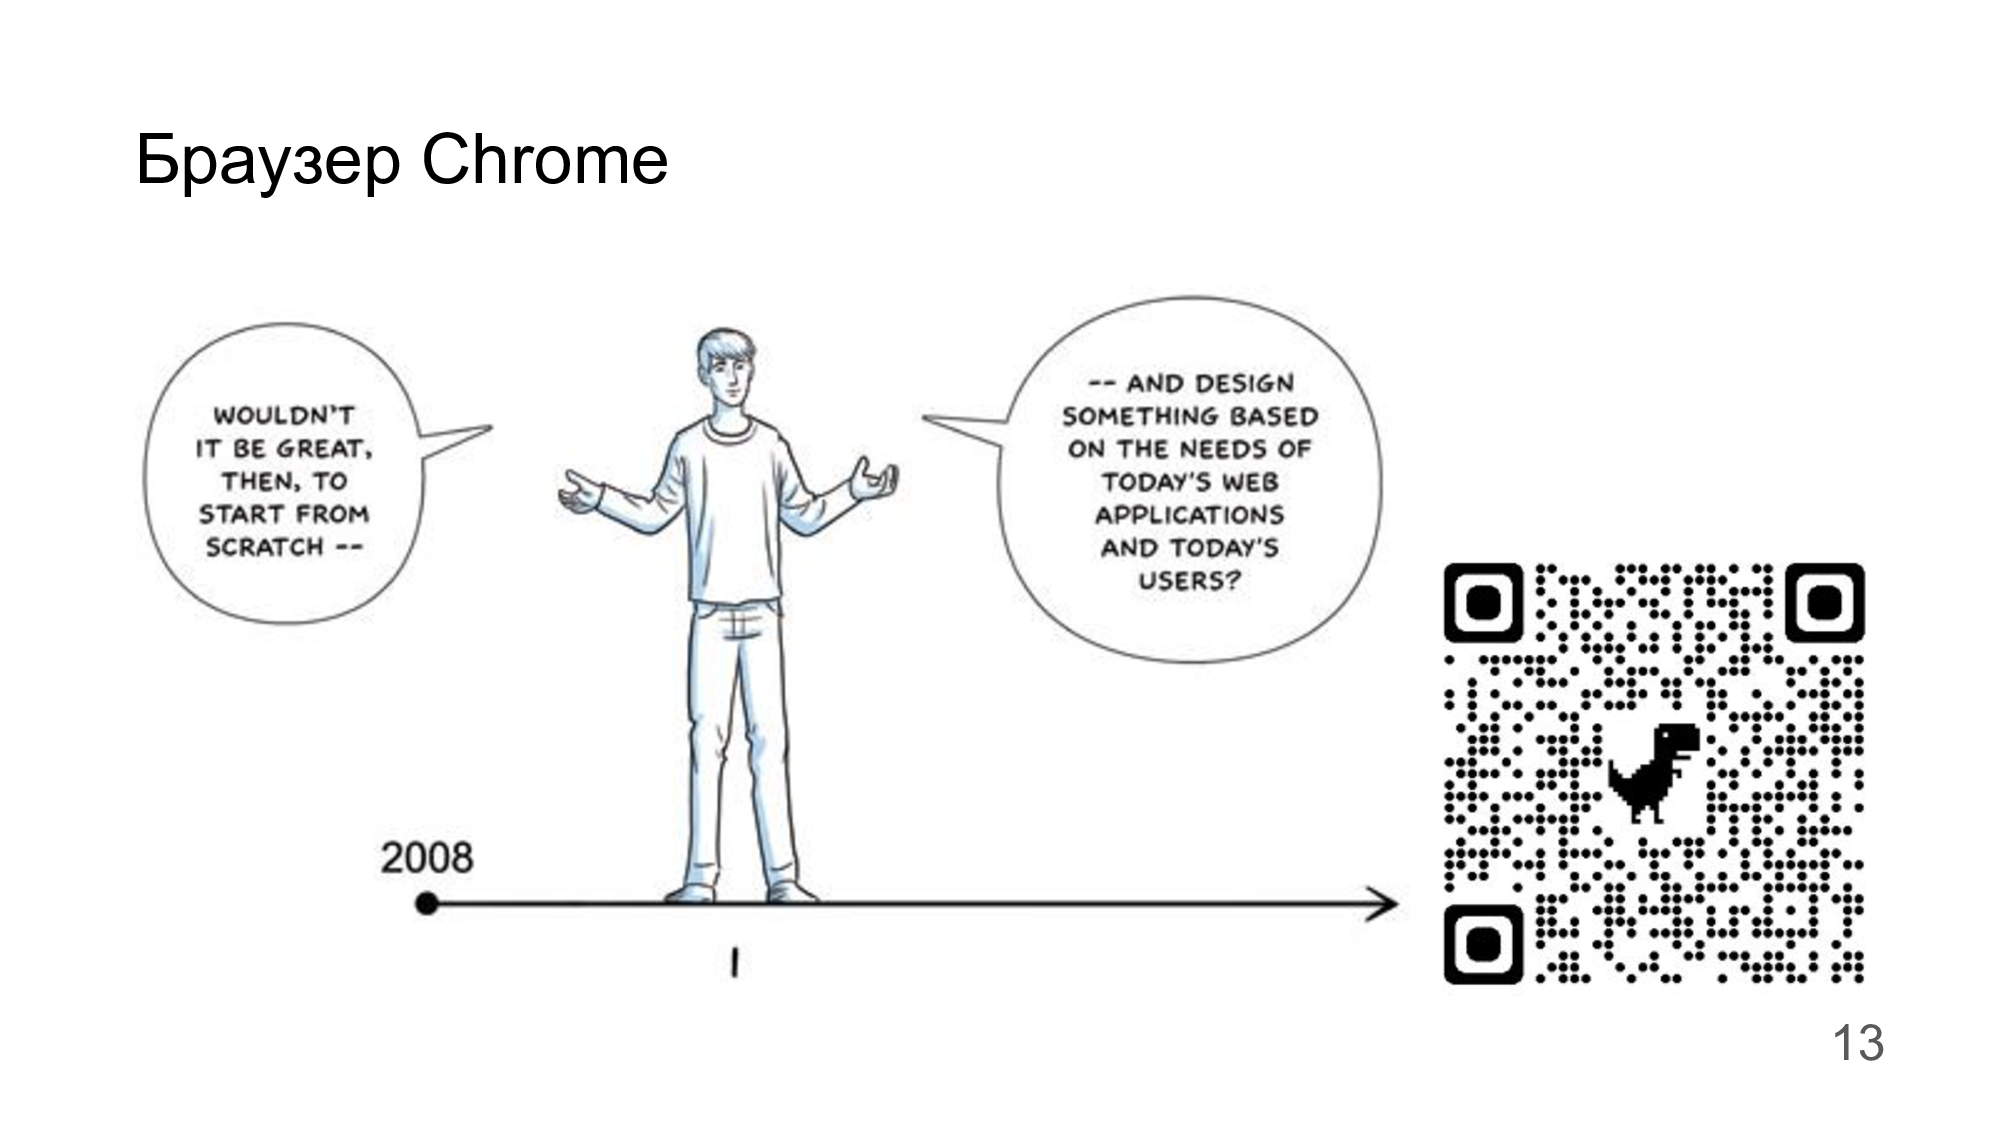 Браузер Chrome
WOULDN'T
IT BE GREAT,
THEN, TO
START FROM
SCRATCH --
-- AND DESIGN
SOMETHING BASED
ON THE NEEDS OF
TODAY'S WEB
APPLICATIONS
AND TODAY'S
USERS?
2008
13